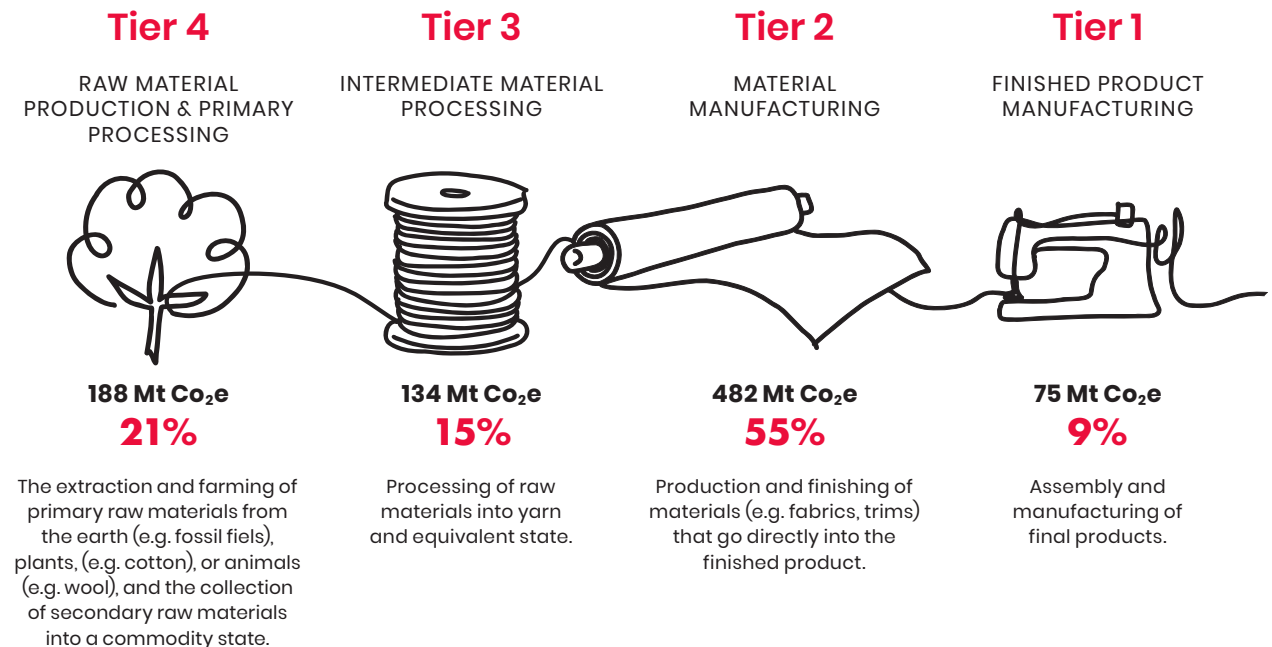 Tier 4
RAW MATERIAL
PRODUCTION & PRIMARY
PROCESSING
188 Mt Co₂e
21%
The extraction and farming of
primary raw materials from
the earth (e.g. fossil fiels),
plants, (e.g. cotton), or animals
(e.g. wool), and the collection
of secondary raw materials
into a commodity state.
Tier 3
INTERMEDIATE MATERIAL
PROCESSING
134 Mt Co₂e
15%
Processing of raw
materials into yarn
and equivalent state.
Tier 2
MATERIAL
MANUFACTURING
482 Mt Co₂e
55%
Production and finishing of
materials (e.g. fabrics, trims)
that go directly into the
finished product.
Tier 1
FINISHED PRODUCT
MANUFACTURING
75 Mt Co₂e
9%
Assembly and
manufacturing of
final products.